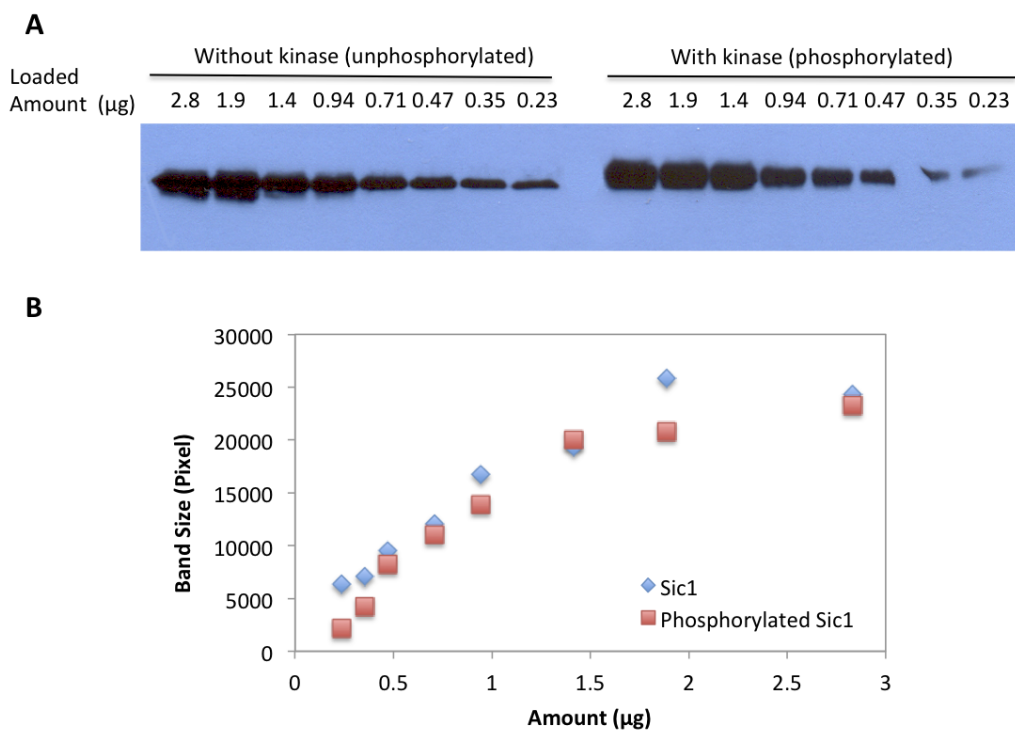 A
Without kinase (unphosphorylated)
With kinase (phosphorylated)
Loaded
Amount (μg)
2.8 1.9 1.4 0.94 0.71 0.47 0.35 0.23
2.8 1.9 1.4 0.94 0.71 0.47 0.35 0.23
B
30000
25000
20000
15000
10000
5000
0
Band Size (Pixel)
Sic1
Phosphorylated Sic1
0 0.5 1 1.5 2 2.5 3
Amount (μg)